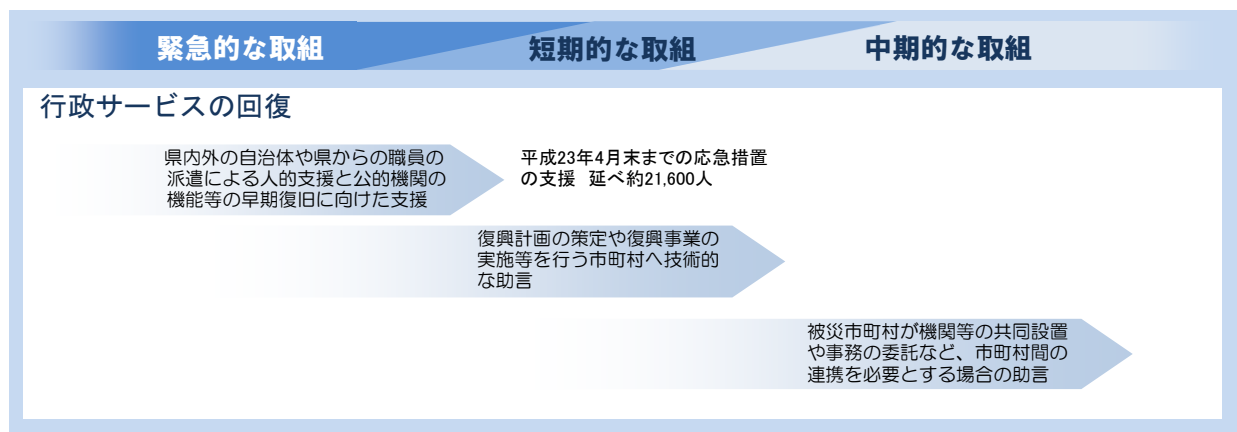 緊急的な取組
短期的な取組
中期的な取組
行政サービスの回復
県内外の自治体や県からの職員の
派遣による人的支援と公的機関の
機能等の早期復旧に向けた支援
平成23年4月末までの応急措置
の支援 延べ約21,600人
復興計画の策定や復興事業の
実施等を行う市町村へ技術的
な助言
被災市町村が機関等の共同設置
や事務の委託など、市町村間の
連携を必要とする場合の助言